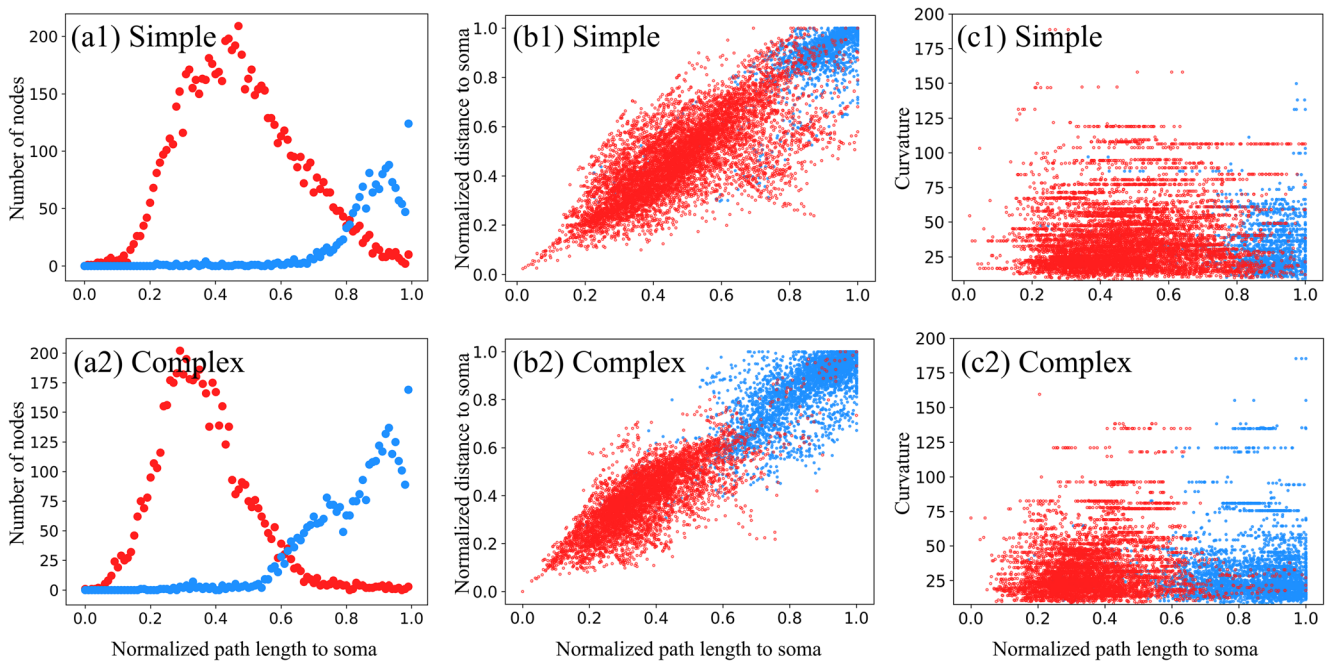 (a1) Simple
Number of nodes
200
150
100
50
0
0.0 0.2 0.4 0.6 0.8 1.0
(b1) Simple
Normalized distance to soma
1.0
0.8
0.6
0.4
0.2
0.0
0.0 0.2 0.4 0.6 0.8 1.0
(c1) Simple
Curvature
200
175
150
125
100
75
50
25
0.0 0.2 0.4 0.6 0.8 1.0
(a2) Complex
Number of nodes
200
175
150
125
100
75
50
25
0
0.0 0.2 0.4 0.6 0.8 1.0
Normalized path length to soma
(b2) Complex
Normalized distance to soma
1.0
0.8
0.6
0.4
0.2
0.0
0.0 0.2 0.4 0.6 0.8 1.0
Normalized path length to soma
(c2) Complex
Curvature
200
175
150
125
100
75
50
25
0.0 0.2 0.4 0.6 0.8 1.0
Normalized path length to soma